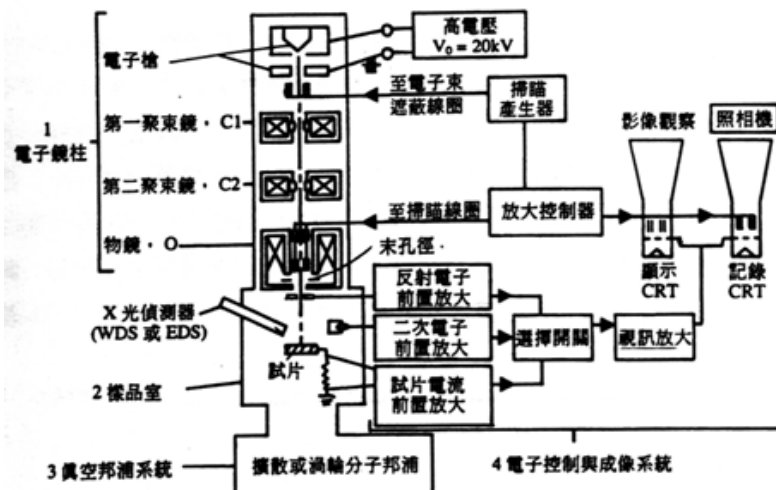 高電壓
V₀ = 20kV
電子槍
至電子束
遮蔽線圈
掃瞄
產生器
影像觀察
照相機
1
電子鏡柱
第一聚束鏡，C1
第二聚束鏡，C2
至掃瞄線圈
放大控制器
物鏡，O
末孔徑
顯示
CRT
記錄
CRT
反射電子
前置放大
X光偵測器
(WDS 或 EDS)
二次電子
前置放大
選擇開關
視訊放大
試片
試片電流
前置放大
2 樣品室
3 眞空邦浦系統
擴散或渦輪分子邦浦
4 電子控制與成像系統